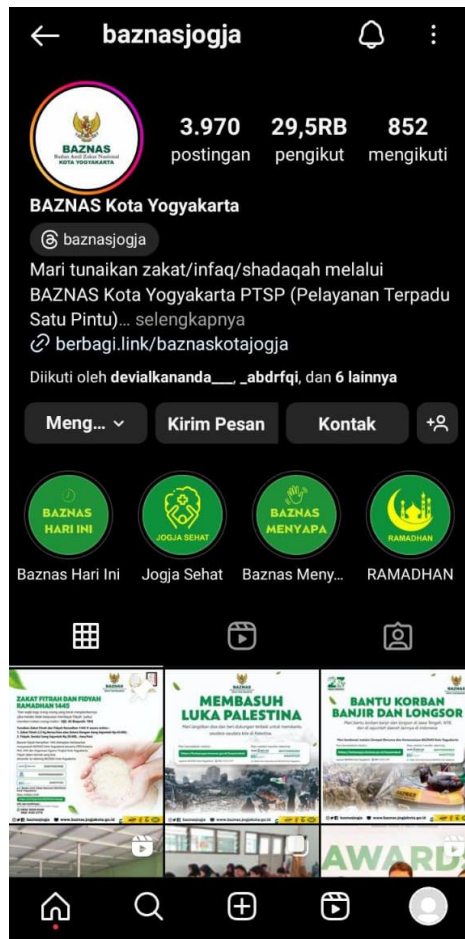 baznasjogja
BAZNAS
Badan Amil Zakat Nasional
KOTA YOGYAKARTA
3.970
postingan
29,5RB
pengikut
852
mengikuti
BAZNAS Kota Yogyakarta
baznasjogja
Mari tunaikan zakat/infaq/shadaqah melalui
BAZNAS Kota Yogyakarta PTSP (Pelayanan Terpadu
Satu Pintu)... selengkapnya
berbagi.link/baznaskotajogja
Diikuti oleh devialkananda___, _abdrfqi, dan 6 lainnya
Meng...
Kirim Pesan
Kontak
BAZNAS
HARI INI
JOGJA SEHAT
BAZNAS
MENYAPA
RAMADHAN
Baznas Hari Ini
Jogja Sehat
Baznas Meny...
RAMADHAN
ZAKAT FITRAH DAN FIDYAH
RAMADHAN 1445
BAZNAS
MEMBASUH
LUKA PALESTINA
BAZNAS
BANTU KORBAN
BANJIR DAN LONGSOR
AWARD